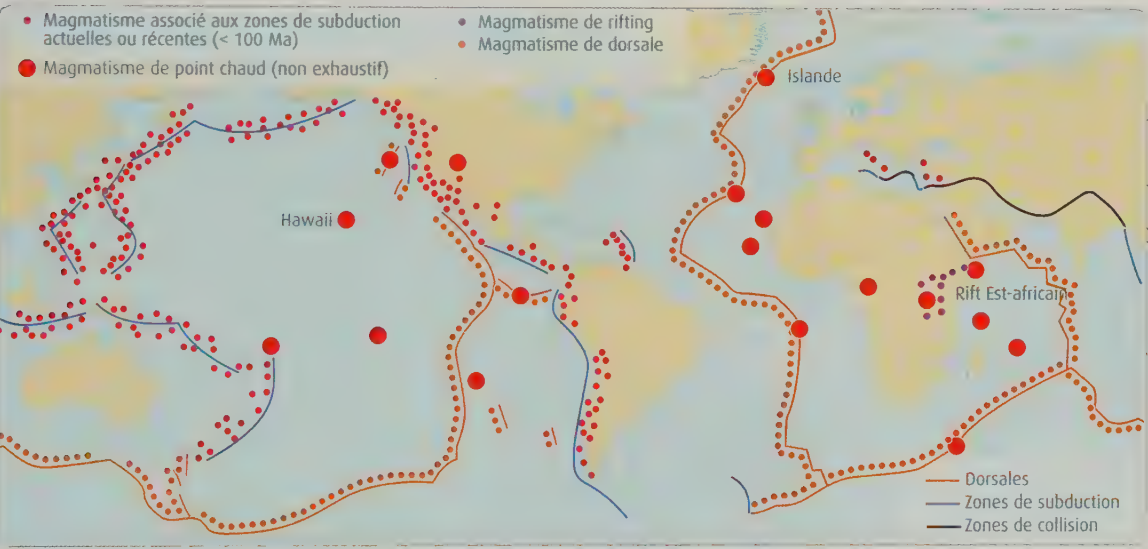 Magmatisme associé aux zones de subduction
actuelles ou récentes (< 100 Ma)
Magmatisme de point chaud (non exhaustif)
Magmatisme de rifting
Magmatisme de dorsale
Islande
Hawaii
Rift Est-africain
Dorsales
Zones de subduction
Zones de collision